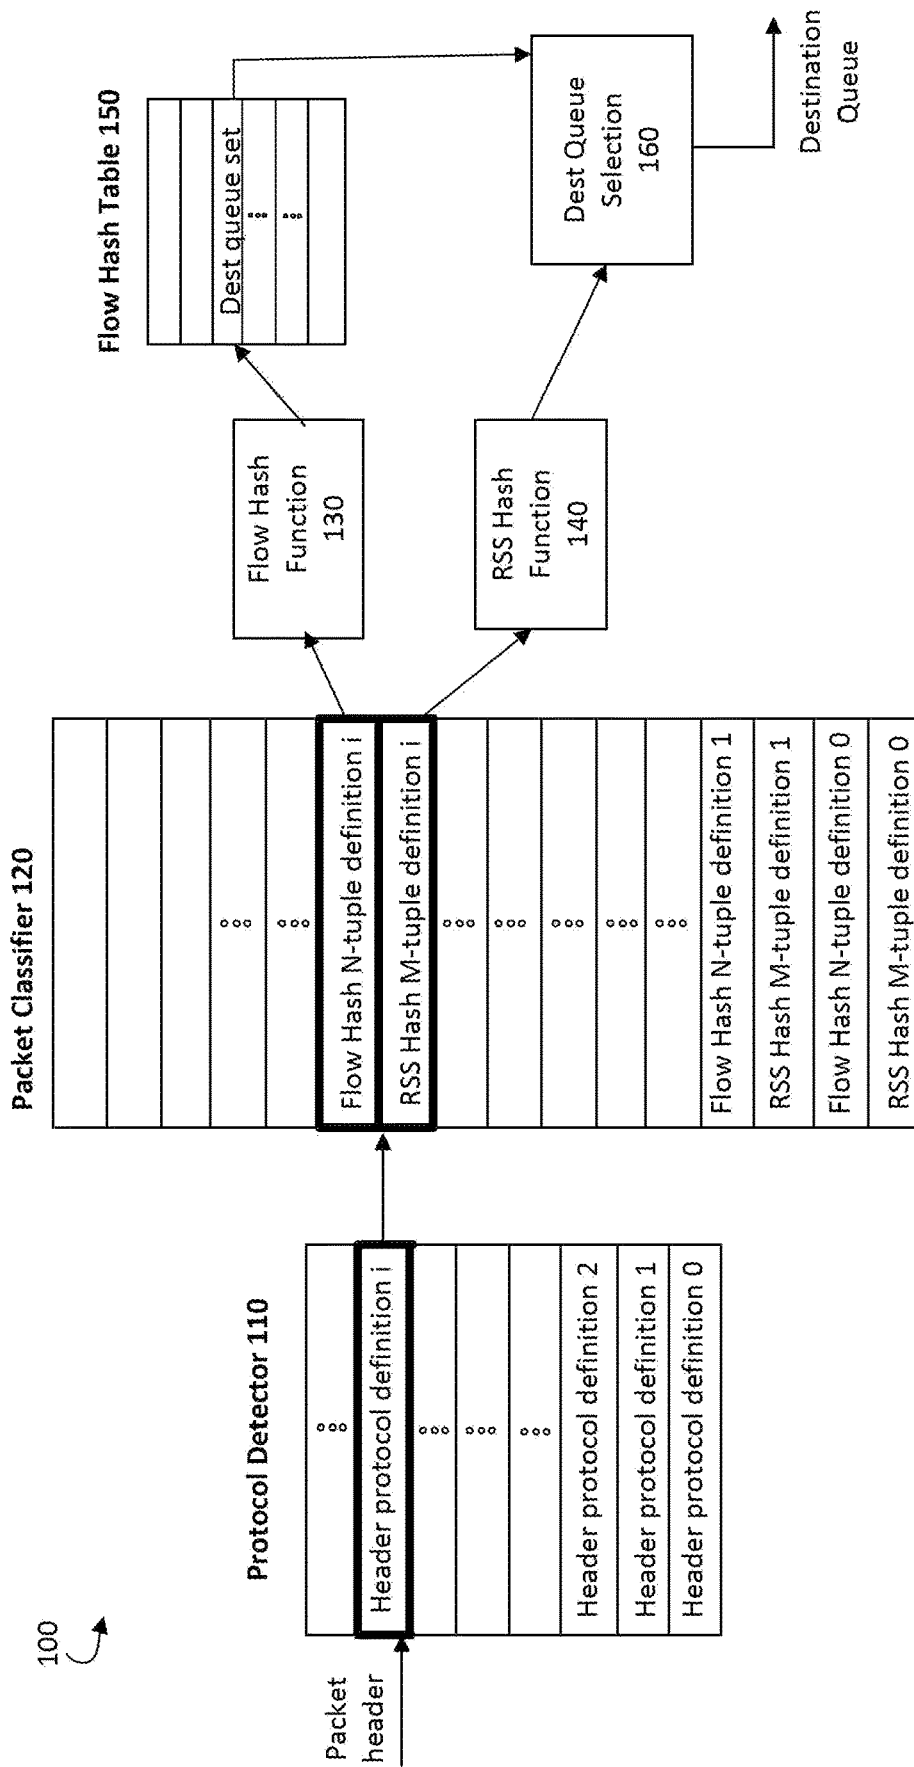 100
Packet
header
Protocol Detector 110
Header protocol definition i
Header protocol definition 2
Header protocol definition 1
Header protocol definition 0
Packet Classifier 120
Flow Hash N-tuple definition i
RSS Hash M-tuple definition i
Flow Hash N-tuple definition 1
RSS Hash M-tuple definition 1
Flow Hash N-tuple definition 0
RSS Hash M-tuple definition 0
Flow Hash
Function
130
RSS Hash
Function
140
Flow Hash Table 150
Dest queue set
Dest Queue
Selection
160
Destination
Queue